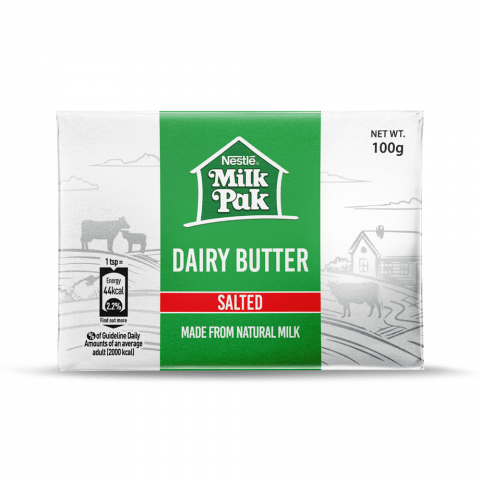 NET WT.
100g
Nestlé
Milk
Pak
DAIRY BUTTER
SALTED
MADE FROM NATURAL MILK
1 tsp =
Energy
44kcal
2.2%
Find out more
% of Guideline Daily
Amounts of an average
adult (2000 kcal)